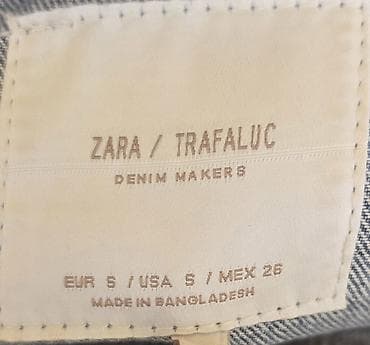 ZARA / TRAFALUC
DENIM MAKERS
EUR S / USA S / MEX 26
MADE IN BANGLADESH